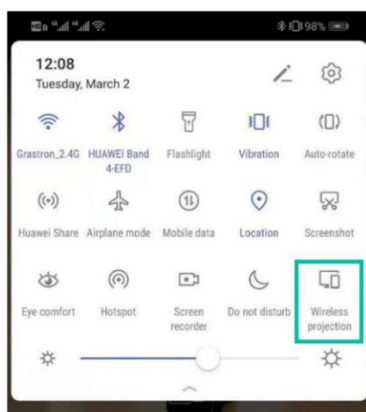 98%
12:08
Tuesday, March 2
Grastron_2.4G HUAWEI Band Flashlight Vibration Auto-rotate
4-EFD
Huawei Share Airplane mode Mobile data Location Screenshot
Eye comfort Hotspot Screen Do not disturb Wireless
recorder projection